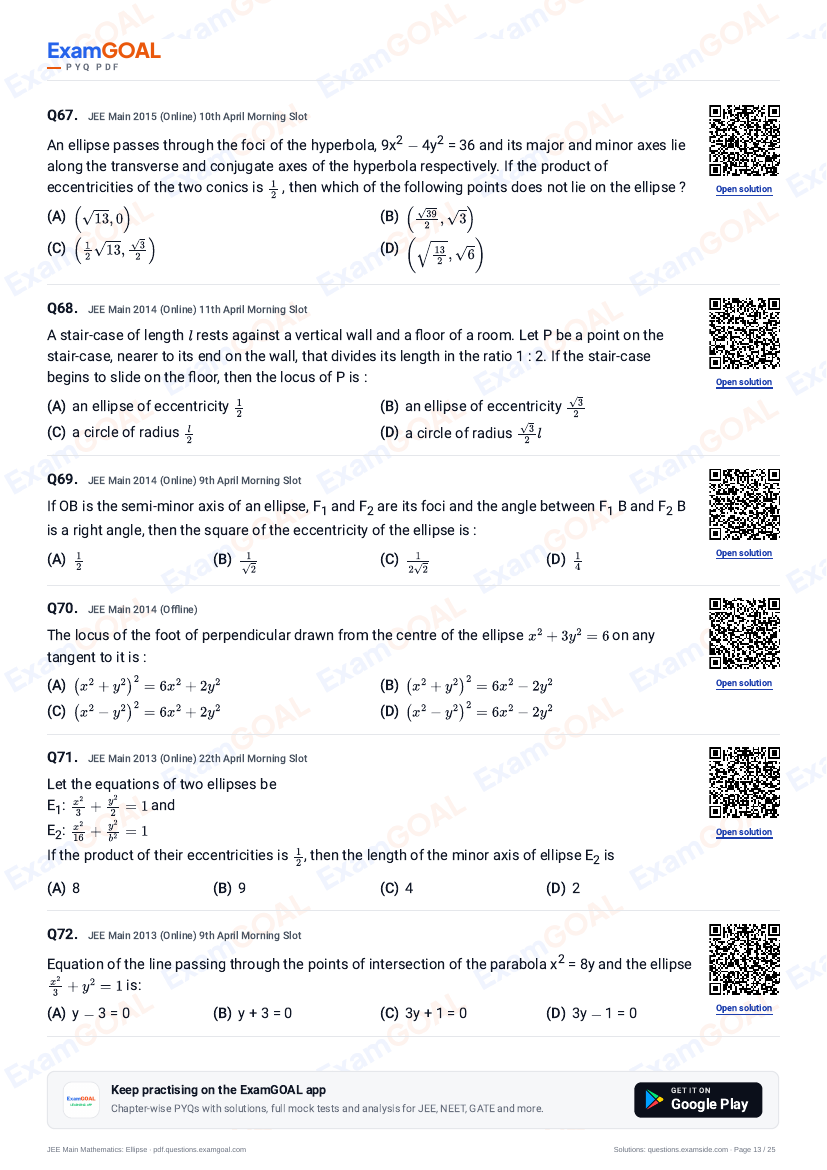 ExamGOAL
PYQ PDF
Q67. JEE Main 2015 (Online) 10th April Morning Slot
An ellipse passes through the foci of the hyperbola, 9x² − 4y² = 36 and its major and minor axes lie
along the transverse and conjugate axes of the hyperbola respectively. If the product of
eccentricities of the two conics is 1/2 , then which of the following points does not lie on the ellipse ?
(A) (√13, 0) (B) (√39/2, √3)
(C) (1/2 √13, √3/2) (D) (√(13/2), √6)
Open solution
Q68. JEE Main 2014 (Online) 11th April Morning Slot
A stair-case of length l rests against a vertical wall and a floor of a room. Let P be a point on the
stair-case, nearer to its end on the wall, that divides its length in the ratio 1 : 2. If the stair-case
begins to slide on the floor, then the locus of P is :
(A) an ellipse of eccentricity 1/2 (B) an ellipse of eccentricity √3/2
(C) a circle of radius l/2 (D) a circle of radius √3/2 l
Open solution
Q69. JEE Main 2014 (Online) 9th April Morning Slot
If OB is the semi-minor axis of an ellipse, F₁ and F₂ are its foci and the angle between F₁ B and F₂ B
is a right angle, then the square of the eccentricity of the ellipse is :
(A) 1/2 (B) 1/√2 (C) 1/2√2 (D) 1/4
Open solution
Q70. JEE Main 2014 (Offline)
The locus of the foot of perpendicular drawn from the centre of the ellipse x² + 3y² = 6 on any
tangent to it is :
(A) (x² + y²)² = 6x² + 2y² (B) (x² + y²)² = 6x² − 2y²
(C) (x² − y²)² = 6x² + 2y² (D) (x² − y²)² = 6x² − 2y²
Open solution
Q71. JEE Main 2013 (Online) 22th April Morning Slot
Let the equations of two ellipses be
E₁: x²/3 + y²/2 = 1 and
E₂: x²/16 + y²/b² = 1
If the product of their eccentricities is 1/2, then the length of the minor axis of ellipse E₂ is
(A) 8 (B) 9 (C) 4 (D) 2
Open solution
Q72. JEE Main 2013 (Online) 9th April Morning Slot
Equation of the line passing through the points of intersection of the parabola x² = 8y and the ellipse
x²/3 + y² = 1 is:
(A) y − 3 = 0 (B) y + 3 = 0 (C) 3y + 1 = 0 (D) 3y − 1 = 0
Open solution
ExamGOAL
Keep practising on the ExamGOAL app
Chapter-wise PYQs with solutions, full mock tests and analysis for JEE, NEET, GATE and more.
GET IT ON
Google Play
JEE Main Mathematics: Ellipse · pdf.questions.examgoal.com
Solutions: questions.examside.com · Page 13 / 25